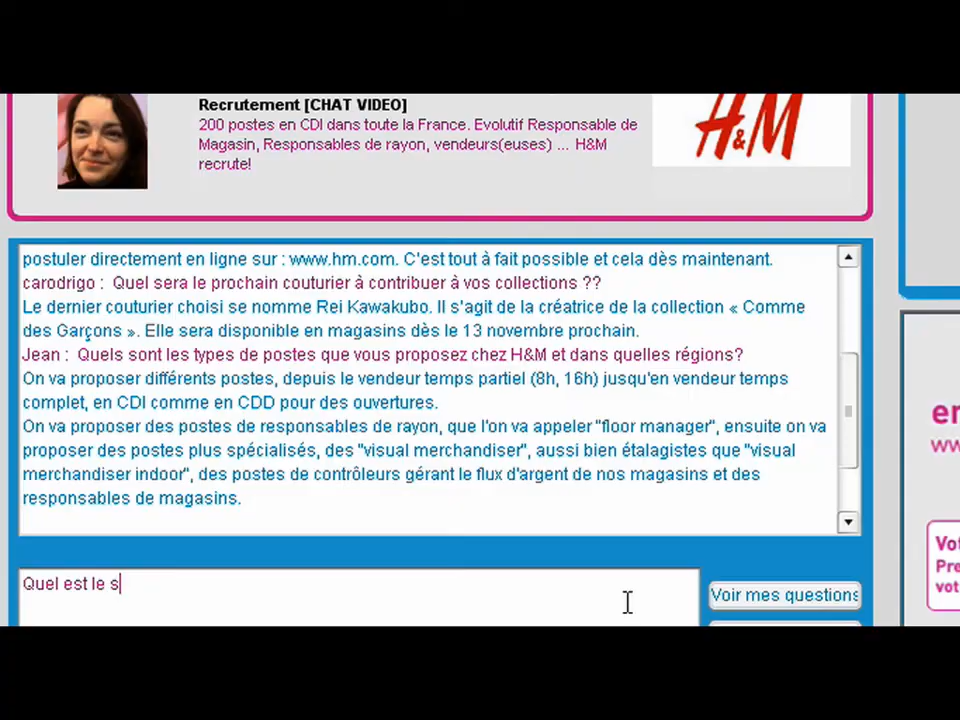 Recrutement [CHAT VIDEO]
200 postes en CDI dans toute la France. Evolutif Responsable de
Magasin, Responsables de rayon, vendeurs(euses) ... H&M
recrute!
H&M
postuler directement en ligne sur : www.hm.com. C'est tout à fait possible et cela dès maintenant.
carodrigo : Quel sera le prochain couturier à contribuer à vos collections ??
Le dernier couturier choisi se nomme Rei Kawakubo. Il s'agit de la créatrice de la collection « Comme
des Garçons ». Elle sera disponible en magasins dès le 13 novembre prochain.
Jean : Quels sont les types de postes que vous proposez chez H&M et dans quelles régions?
On va proposer différents postes, depuis le vendeur temps partiel (8h, 16h) jusqu'en vendeur temps
complet, en CDI comme en CDD pour des ouvertures.
On va proposer des postes de responsables de rayon, que l'on va appeler "floor manager", ensuite on va
proposer des postes plus spécialisés, des "visual merchandiser", aussi bien étalagistes que "visual
merchandiser indoor", des postes de contrôleurs gérant le flux d'argent de nos magasins et des
responsables de magasins.
Quel est le s
Voir mes questions